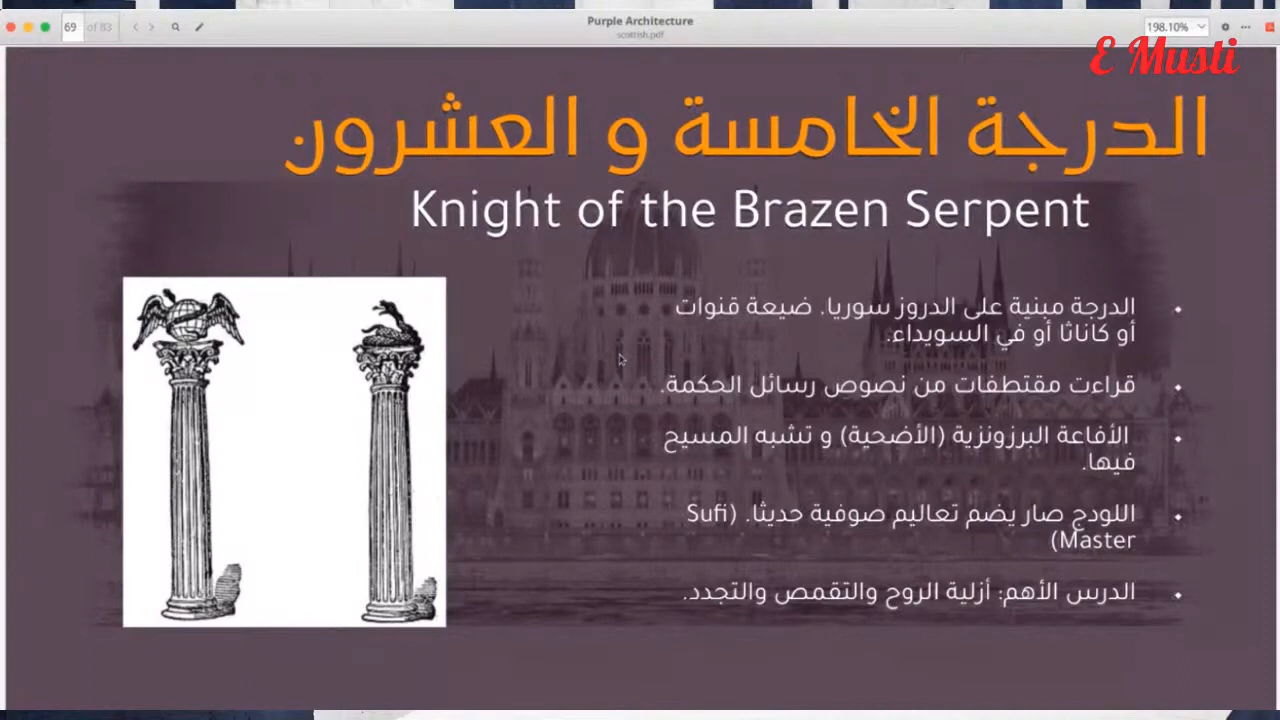 69 of 83
Purple Architecture
scottish.pdf
198.10%
E Musti
الدرجة الخامسة و العشرون
Knight of the Brazen Serpent
الدرجة مبنية على الدروز سوريا. ضيعة قنوات
أو كاناثا أو في السويداء.
قراءت مقتطفات من نصوص رسائل الحكمة.
الأفاعة البرزونزية (الأضحية) و تشبه المسيح
فيها.
اللودج صار يضم تعاليم صوفية حديثا. (Sufi
Master)
الدرس الأهم: أزلية الروح والتقمص والتجدد.